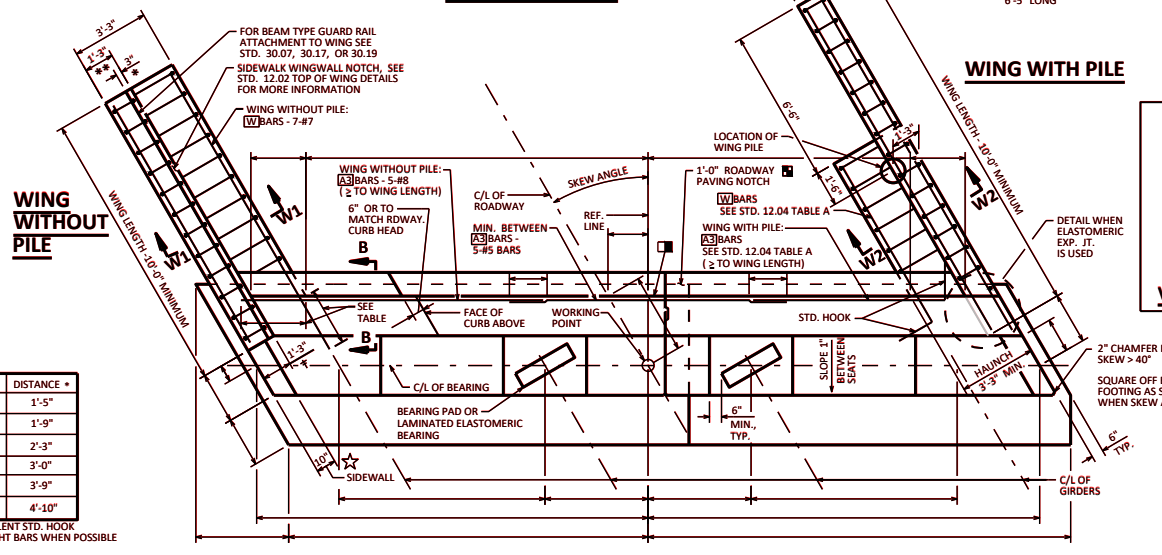 6'-5" LONG
3'-3"
1'-3"
**
3"
*
FOR BEAM TYPE GUARD RAIL
ATTACHMENT TO WING SEE
STD. 30.07, 30.17, OR 30.19
SIDEWALK WINGWALL NOTCH, SEE
STD. 12.02 TOP OF WING DETAILS
FOR MORE INFORMATION
WING WITHOUT PILE:
W BARS - 7-#7
WING WITH PILE
WING LENGTH - 10'-0" MINIMUM
6'-6"
1'-3"
1'-6"
LOCATION OF
WING PILE
WING
WITHOUT
PILE
WING LENGTH -10'-0" MINIMUM
W1
W1
WING WITHOUT PILE:
A3 BARS - 5-#8
( ≥ TO WING LENGTH)
6" OR TO
MATCH RDWAY.
CURB HEAD
B
C/L OF
ROADWAY
SKEW ANGLE
REF.
LINE
MIN. BETWEEN
A3 BARS -
5-#5 BARS
1'-0" ROADWAY
PAVING NOTCH
W BARS
SEE STD. 12.04 TABLE A
WING WITH PILE:
A3 BARS
SEE STD. 12.04 TABLE A
( ≥ TO WING LENGTH)
W2
W2
DETAIL WHEN
ELASTOMERIC
EXP. JT.
IS USED
SEE
TABLE
FACE OF
CURB ABOVE
WORKING
POINT
STD. HOOK
B
1'-3"
*
C/L OF BEARING
SLOPE 1"
BETWEEN
SEATS
HAUNCH
3'-3" MIN.
2" CHAMFER
SKEW > 40°
SQUARE OFF
FOOTING AS
WHEN SKEW
BEARING PAD OR
LAMINATED ELASTOMERIC
BEARING
6"
MIN.,
TYP.
6"
TYP.
10"
SIDEWALL
C/L OF
GIRDERS
DISTANCE *
1'-5"
1'-9"
2'-3"
3'-0"
3'-9"
4'-10"
LENT STD. HOOK
HT BARS WHEN POSSIBLE